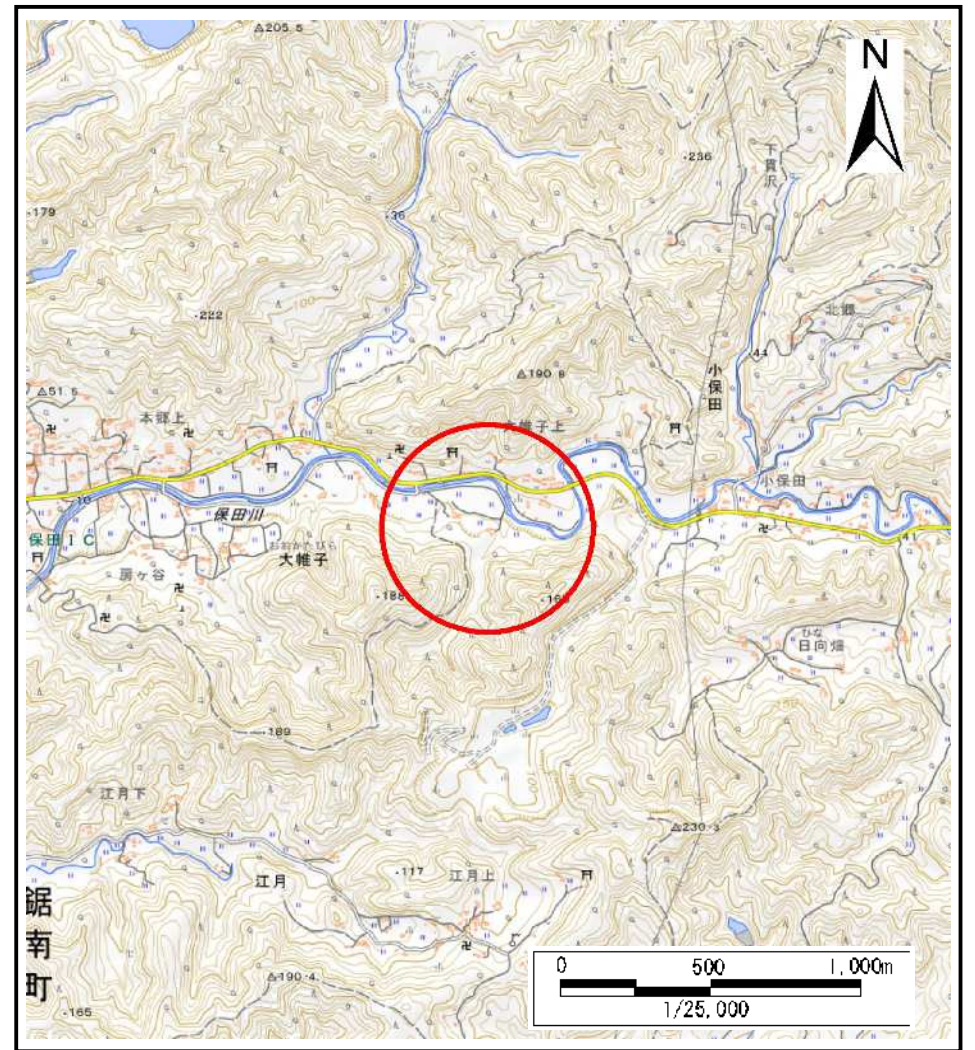 △205.5
N
下貫沢
・236
・36
・179
北郷
・222
・44
小保田
△190.8
△51.5
本郷上
大帷子上
小保田
・10
保田川
保田IC
おおかたびら
大帷子
41
房ヶ谷
・188
ひな
日向畑
・189
江月下
△230.3
・117
江月上
江月
鋸南町
0 500 1,000m
1/25,000
△190.4
・165
100